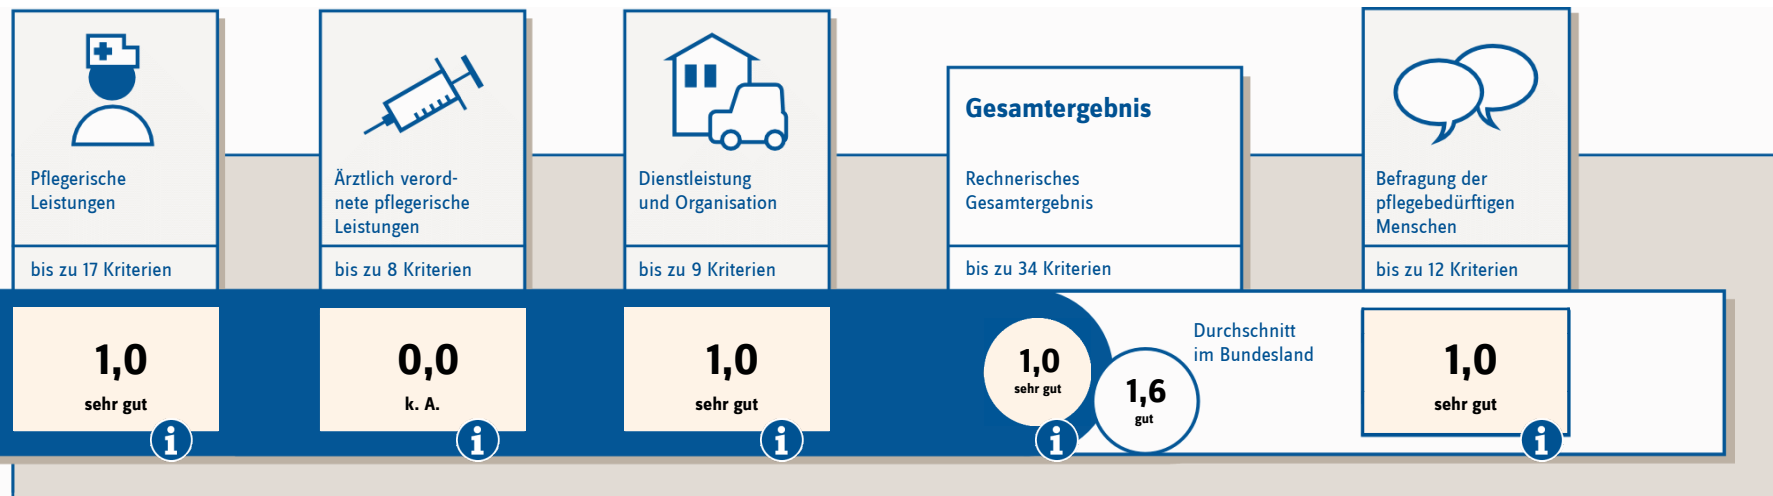 Pflegerische
Leistungen
bis zu 17 Kriterien
1,0
sehr gut
i
Ärztlich verord-
nete pflegerische
Leistungen
bis zu 8 Kriterien
0,0
k. A.
i
Dienstleistung
und Organisation
bis zu 9 Kriterien
1,0
sehr gut
i
Gesamtergebnis
Rechnerisches
Gesamtergebnis
bis zu 34 Kriterien
1,0
sehr gut
i
1,6
gut
Durchschnitt
im Bundesland
Befragung der
pflegebedürftigen
Menschen
bis zu 12 Kriterien
1,0
sehr gut
i